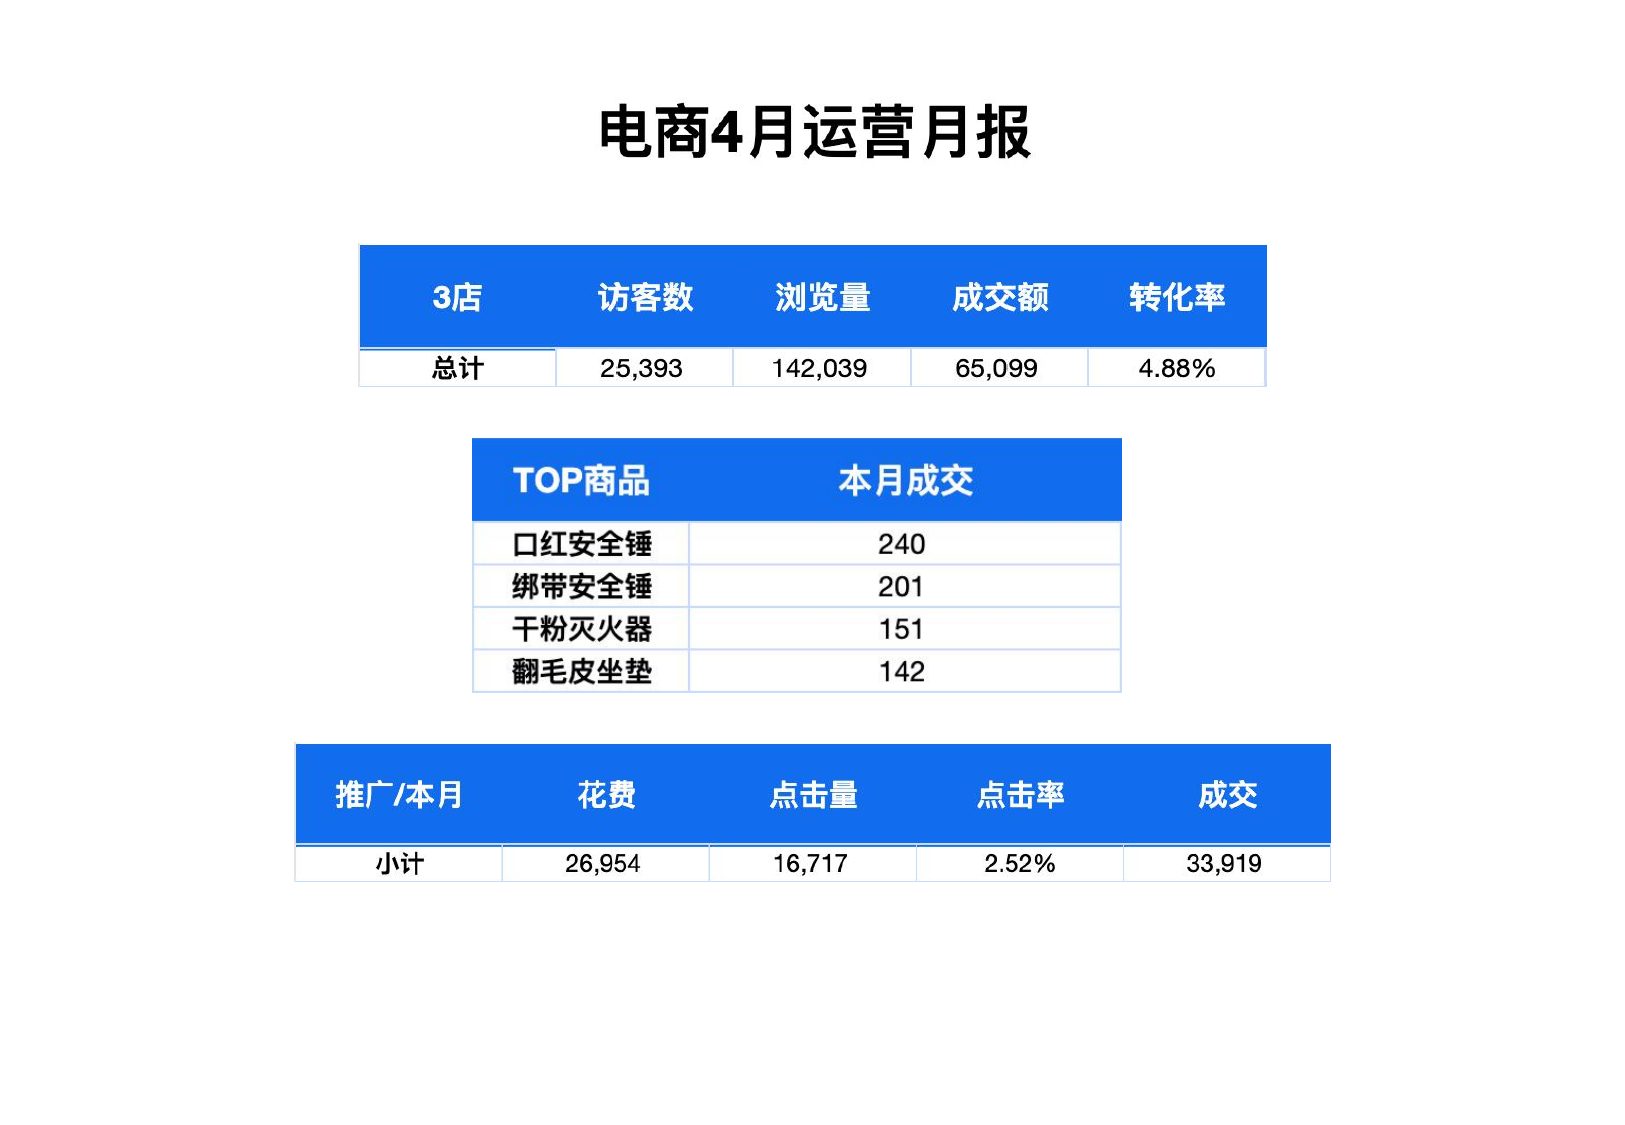 电商4月运营月报
3店 访客数 浏览量 成交额 转化率
总计 25,393 142,039 65,099 4.88%
TOP商品 本月成交
口红安全锤 240
绑带安全锤 201
干粉灭火器 151
翻毛皮坐垫 142
推广/本月 花费 点击量 点击率 成交
小计 26,954 16,717 2.52% 33,919